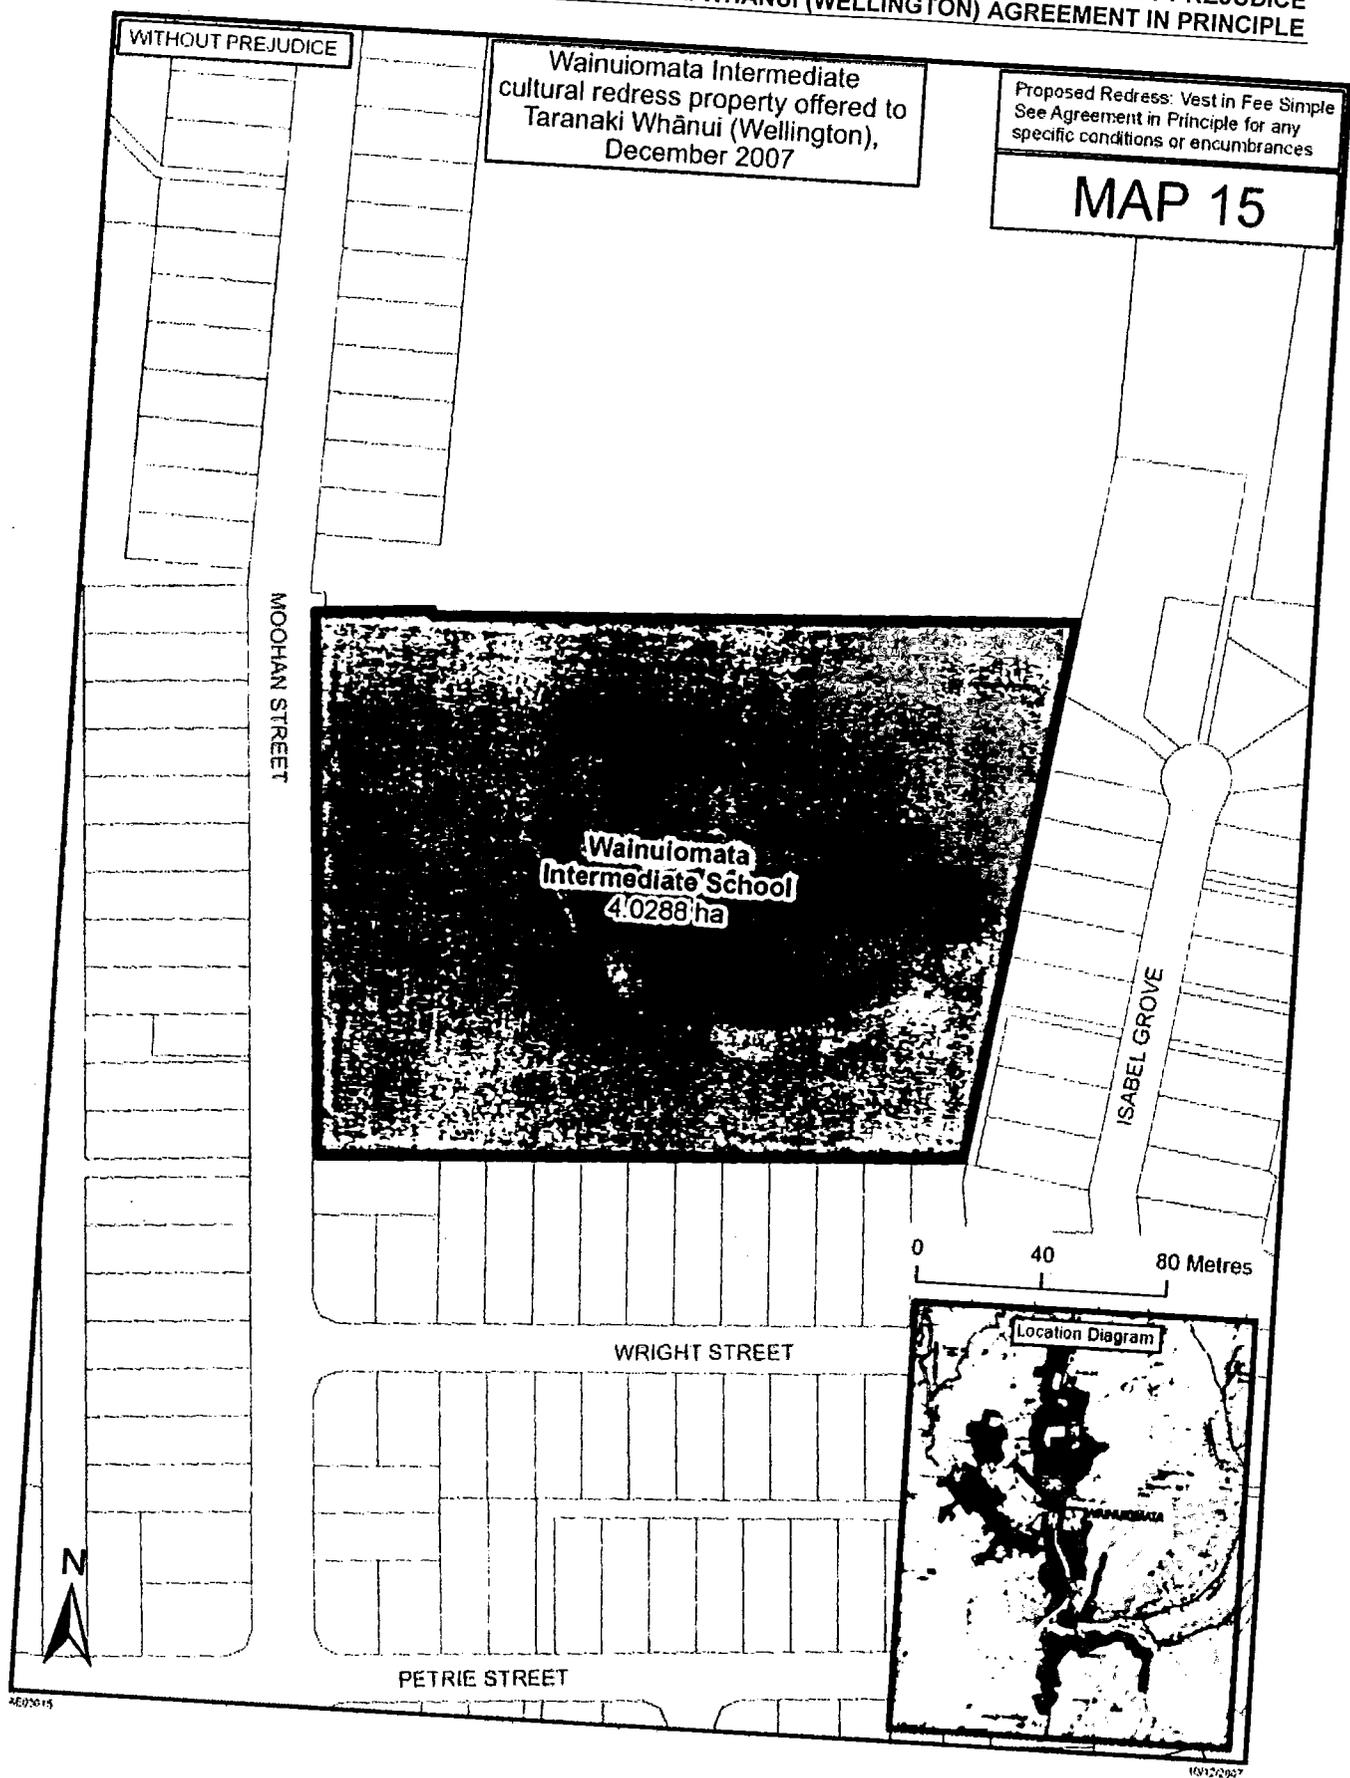 PREJUDICE
(WELLINGTON) AGREEMENT IN PRINCIPLE
WITHOUT PREJUDICE
Wainuiomata Intermediate
cultural redress property offered to
Taranaki Whānui (Wellington),
December 2007
Proposed Redress: Vest in Fee Simple
See Agreement in Principle for any
specific conditions or encumbrances
MAP 15
MOOHAN STREET
Wainuiomata
Intermediate School
4.0288 ha
ISABEL GROVE
0 40 80 Metres
WRIGHT STREET
Location Diagram
WAINUIOMATA
N
PETRIE STREET